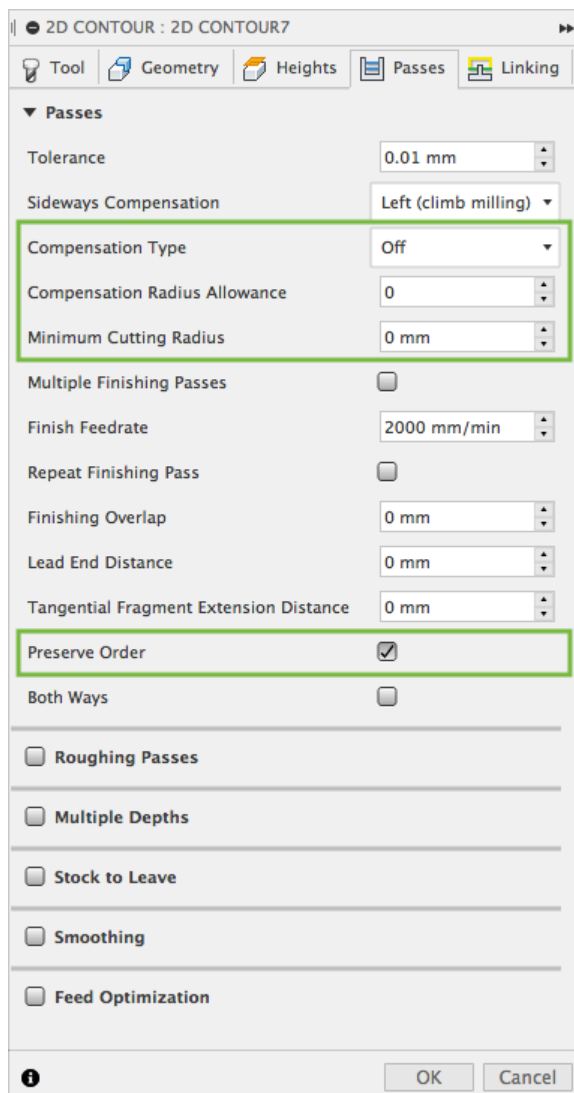 2D CONTOUR : 2D CONTOUR7
Tool Geometry Heights Passes Linking
Passes
Tolerance 0.01 mm
Sideways Compensation Left (climb milling)
Compensation Type Off
Compensation Radius Allowance 0
Minimum Cutting Radius 0 mm
Multiple Finishing Passes
Finish Feedrate 2000 mm/min
Repeat Finishing Pass
Finishing Overlap 0 mm
Lead End Distance 0 mm
Tangential Fragment Extension Distance 0 mm
Preserve Order
Both Ways
Roughing Passes
Multiple Depths
Stock to Leave
Smoothing
Feed Optimization
OK Cancel